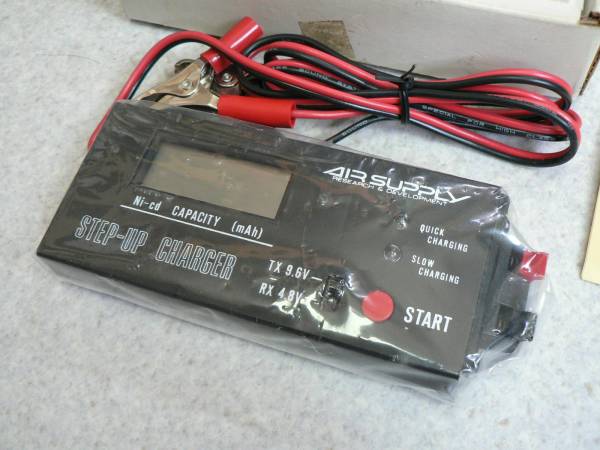 AIR SUPPLY
RESEARCH & DEVELOPMENT
Ni-cd CAPACITY (mAh)
QUICK
CHARGING
SLOW
CHARGING
STEP-UP CHARGER
TX 9.6V
RX 4.8V
START
SPECIAL FOR HIGH CLASS